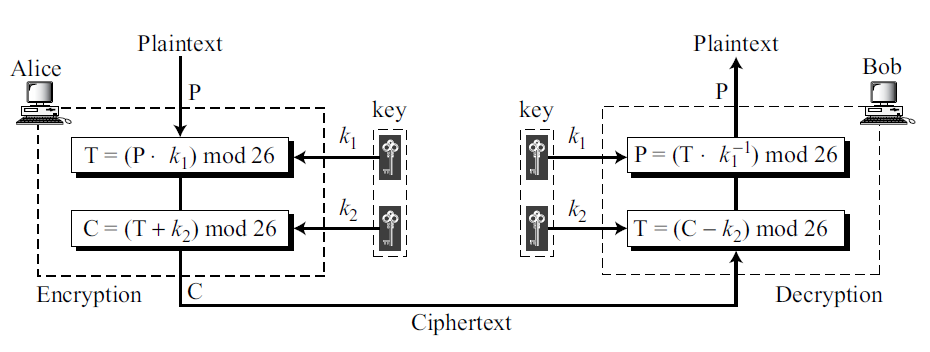 Plaintext
Plaintext
Alice
Bob
P
P
key
key
k₁
k₁
T = (P · k₁) mod 26
P = (T · k₁⁻¹) mod 26
k₂
k₂
C = (T + k₂) mod 26
T = (C − k₂) mod 26
Encryption
C
Decryption
Ciphertext